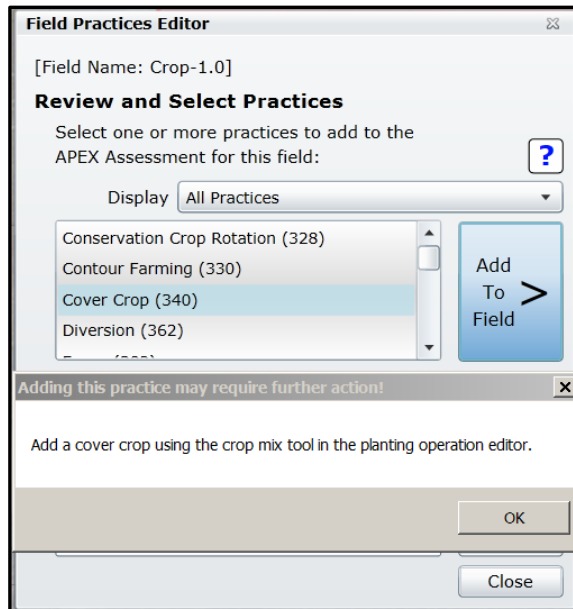 Field Practices Editor
[Field Name: Crop-1.0]
Review and Select Practices
Select one or more practices to add to the
APEX Assessment for this field:
?
Display All Practices
Conservation Crop Rotation (328)
Contour Farming (330)
Cover Crop (340)
Diversion (362)
Add
To >
Field
Adding this practice may require further action!
Add a cover crop using the crop mix tool in the planting operation editor.
OK
Close